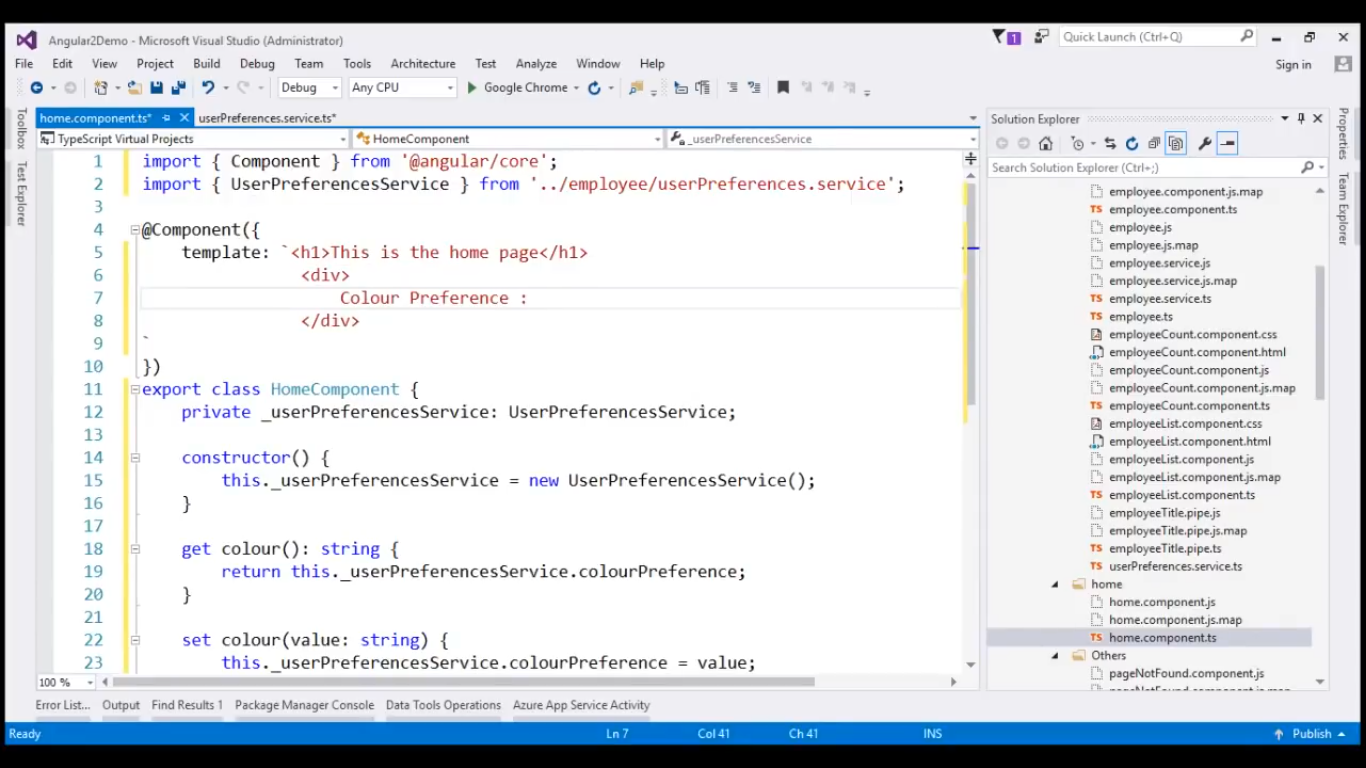 Angular2Demo - Microsoft Visual Studio (Administrator)
1
Quick Launch (Ctrl+Q)
File Edit View Project Build Debug Team Tools Architecture Test Analyze Window Help
Sign in
Debug Any CPU Google Chrome
Toolbox
Test Explorer
home.component.ts* userPreferences.service.ts*
TypeScript Virtual Projects HomeComponent _userPreferencesService
1 import { Component } from '@angular/core';
2 import { UserPreferencesService } from '../employee/userPreferences.service';
3
4 @Component({
5 template: `<h1>This is the home page</h1>
6 <div>
7 Colour Preference :
8 </div>
9 `
10 })
11 export class HomeComponent {
12 private _userPreferencesService: UserPreferencesService;
13
14 constructor() {
15 this._userPreferencesService = new UserPreferencesService();
16 }
17
18 get colour(): string {
19 return this._userPreferencesService.colourPreference;
20 }
21
22 set colour(value: string) {
23 this._userPreferencesService.colourPreference = value;
100 %
Solution Explorer
Search Solution Explorer (Ctrl+;)
employee.component.js.map
TS employee.component.ts
employee.js
employee.js.map
employee.service.js
employee.service.js.map
TS employee.service.ts
TS employee.ts
employeeCount.component.css
employeeCount.component.html
employeeCount.component.js
employeeCount.component.js.map
TS employeeCount.component.ts
employeeList.component.css
employeeList.component.html
employeeList.component.js
employeeList.component.js.map
TS employeeList.component.ts
employeeTitle.pipe.js
employeeTitle.pipe.js.map
TS employeeTitle.pipe.ts
TS userPreferences.service.ts
home
home.component.js
home.component.js.map
TS home.component.ts
Others
pageNotFound.component.js
Properties
Team Explorer
Error List... Output Find Results 1 Package Manager Console Data Tools Operations Azure App Service Activity
Ready Ln 7 Col 41 Ch 41 INS Publish